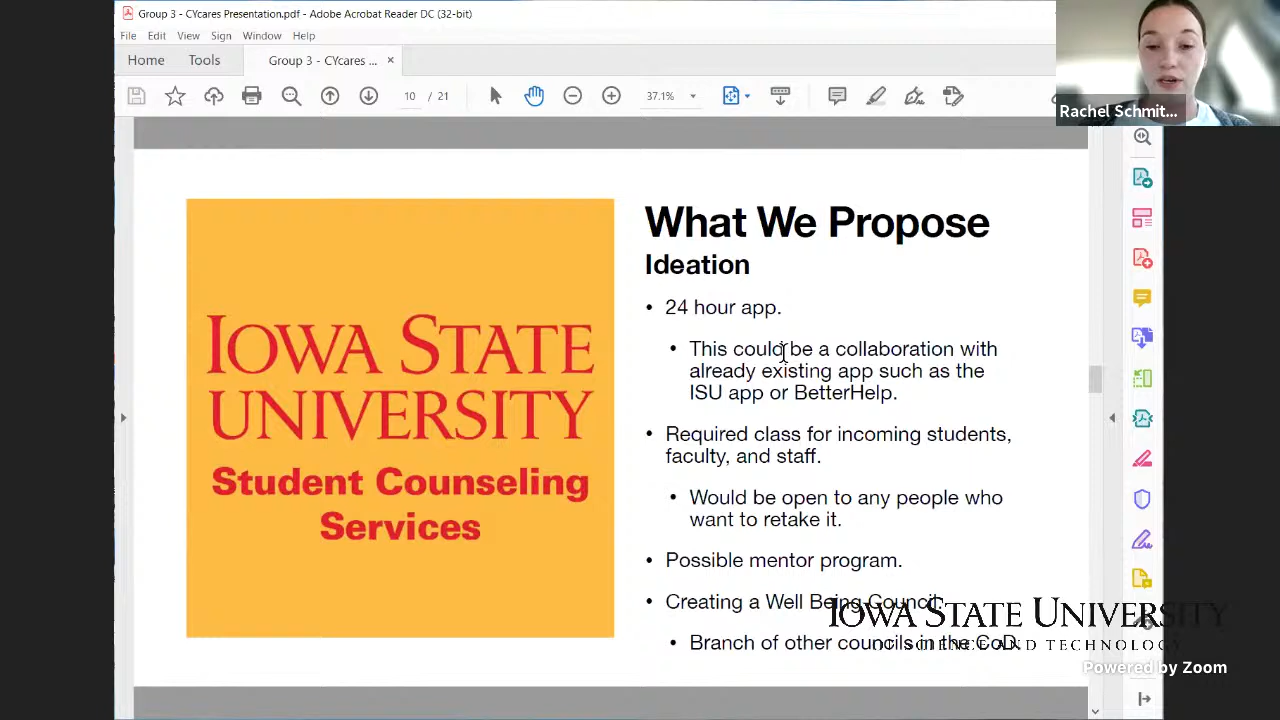 Group 3 - CYcares Presentation.pdf - Adobe Acrobat Reader DC (32-bit)
File Edit View Sign Window Help
Home Tools Group 3 - CYcares ... ×
10 / 21 37.1%
Rachel Schmit...
IOWA STATE
UNIVERSITY
Student Counseling
Services
What We Propose
Ideation
• 24 hour app.
• This could be a collaboration with
already existing app such as the
ISU app or BetterHelp.
• Required class for incoming students,
faculty, and staff.
• Would be open to any people who
want to retake it.
• Possible mentor program.
• Creating a Well Being Council.
• Branch of other councils in the CoD.
IOWA STATE UNIVERSITY
OF SCIENCE AND TECHNOLOGY
Powered by Zoom